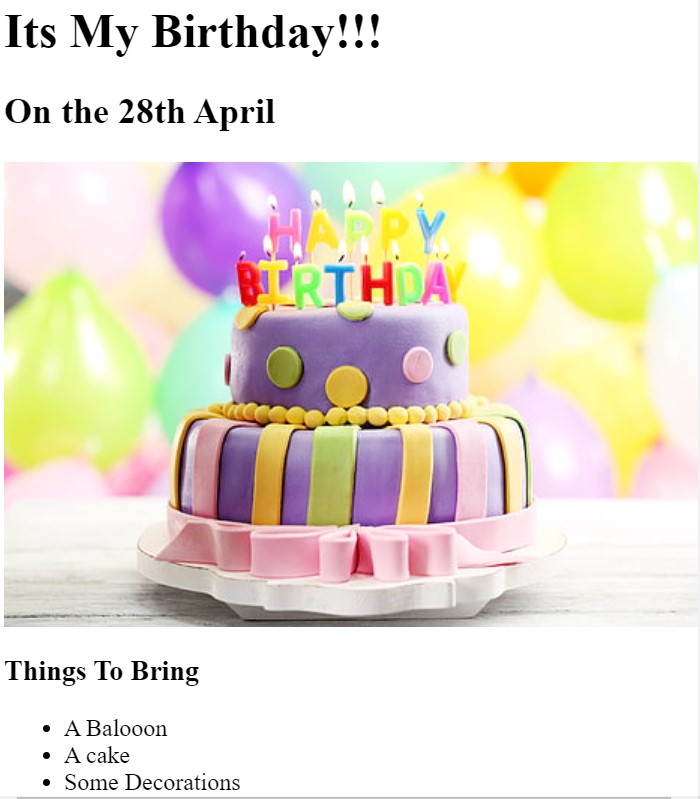 Its My Birthday!!!
On the 28th April
HAPPY
BIRTHDAY
Things To Bring
A Balooon
A cake
Some Decorations